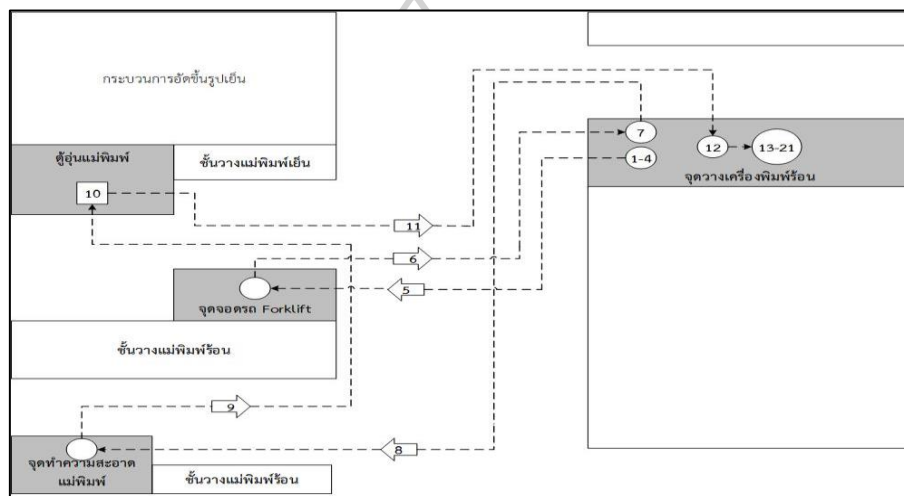 กระบวนการอัดขึ้นรูปเย็น
ตู้อุ่นแม่พิมพ์
ชั้นวางแม่พิมพ์เย็น
10
7
1-4
12
13-21
จุดวางเครื่องพิมพ์ร้อน
11
6
5
จุดจอดรถ Forklift
ชั้นวางแม่พิมพ์ร้อน
9
8
จุดทำความสะอาด
แม่พิมพ์
ชั้นวางแม่พิมพ์ร้อน